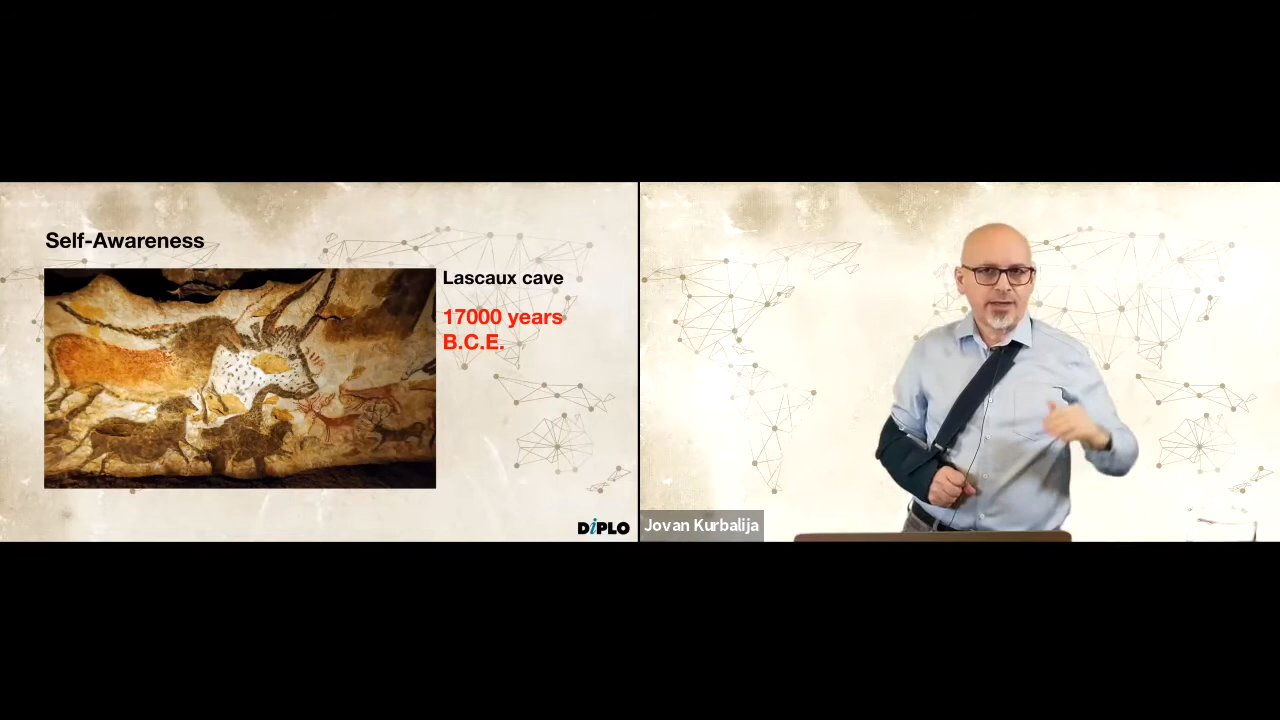 Self-Awareness
Lascaux cave
17000 years
B.C.E.
DiPLO
Jovan Kurbalija